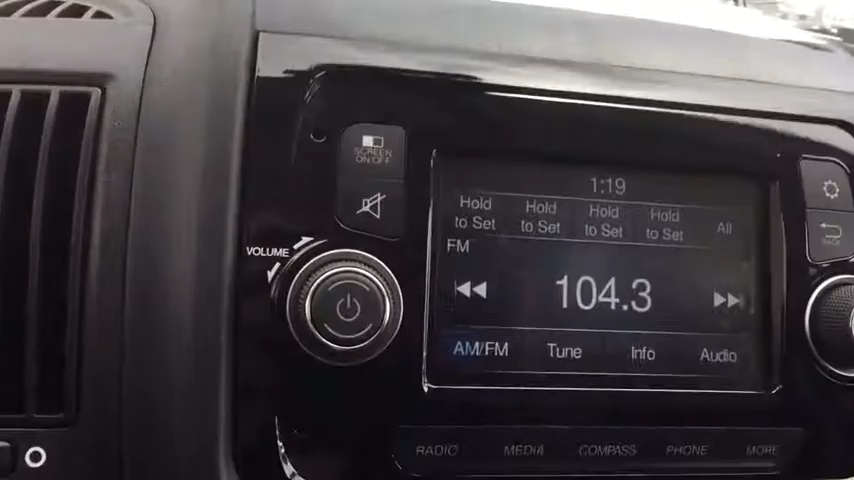 SCREEN
ON/OFF
VOLUME
1:19
Hold to Set
Hold to Set
Hold to Set
Hold to Set
All
FM
104.3
AM/FM
Tune
Info
Audio
BACK
RADIO
MEDIA
COMPASS
PHONE
MORE